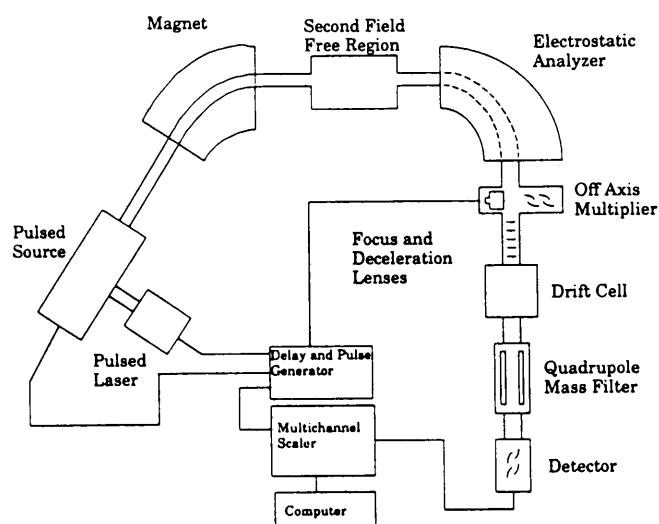 Magnet
Second Field
Free Region
Electrostatic
Analyzer
Off Axis
Multiplier
Pulsed
Source
Focus and
Deceleration
Lenses
Drift Cell
Pulsed
Laser
Delay and Pulse
Generator
Quadrupole
Mass Filter
Multichannel
Scaler
Detector
Computer